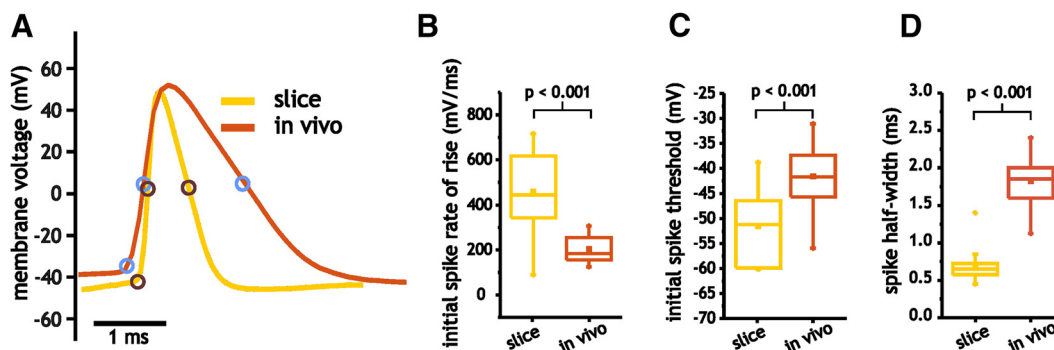 A
membrane voltage (mV)
60
40
20
0
-20
-40
-60
slice
in vivo
1 ms
B
initial spike rate of rise (mV/ms)
800
600
400
200
0
p < 0.001
slice
in vivo
C
initial spike threshold (mV)
-25
-30
-35
-40
-45
-50
-55
-60
-65
-70
p < 0.001
slice
in vivo
D
spike half-width (ms)
3.0
2.5
2.0
1.5
1.0
0.5
0.0
p < 0.001
slice
in vivo